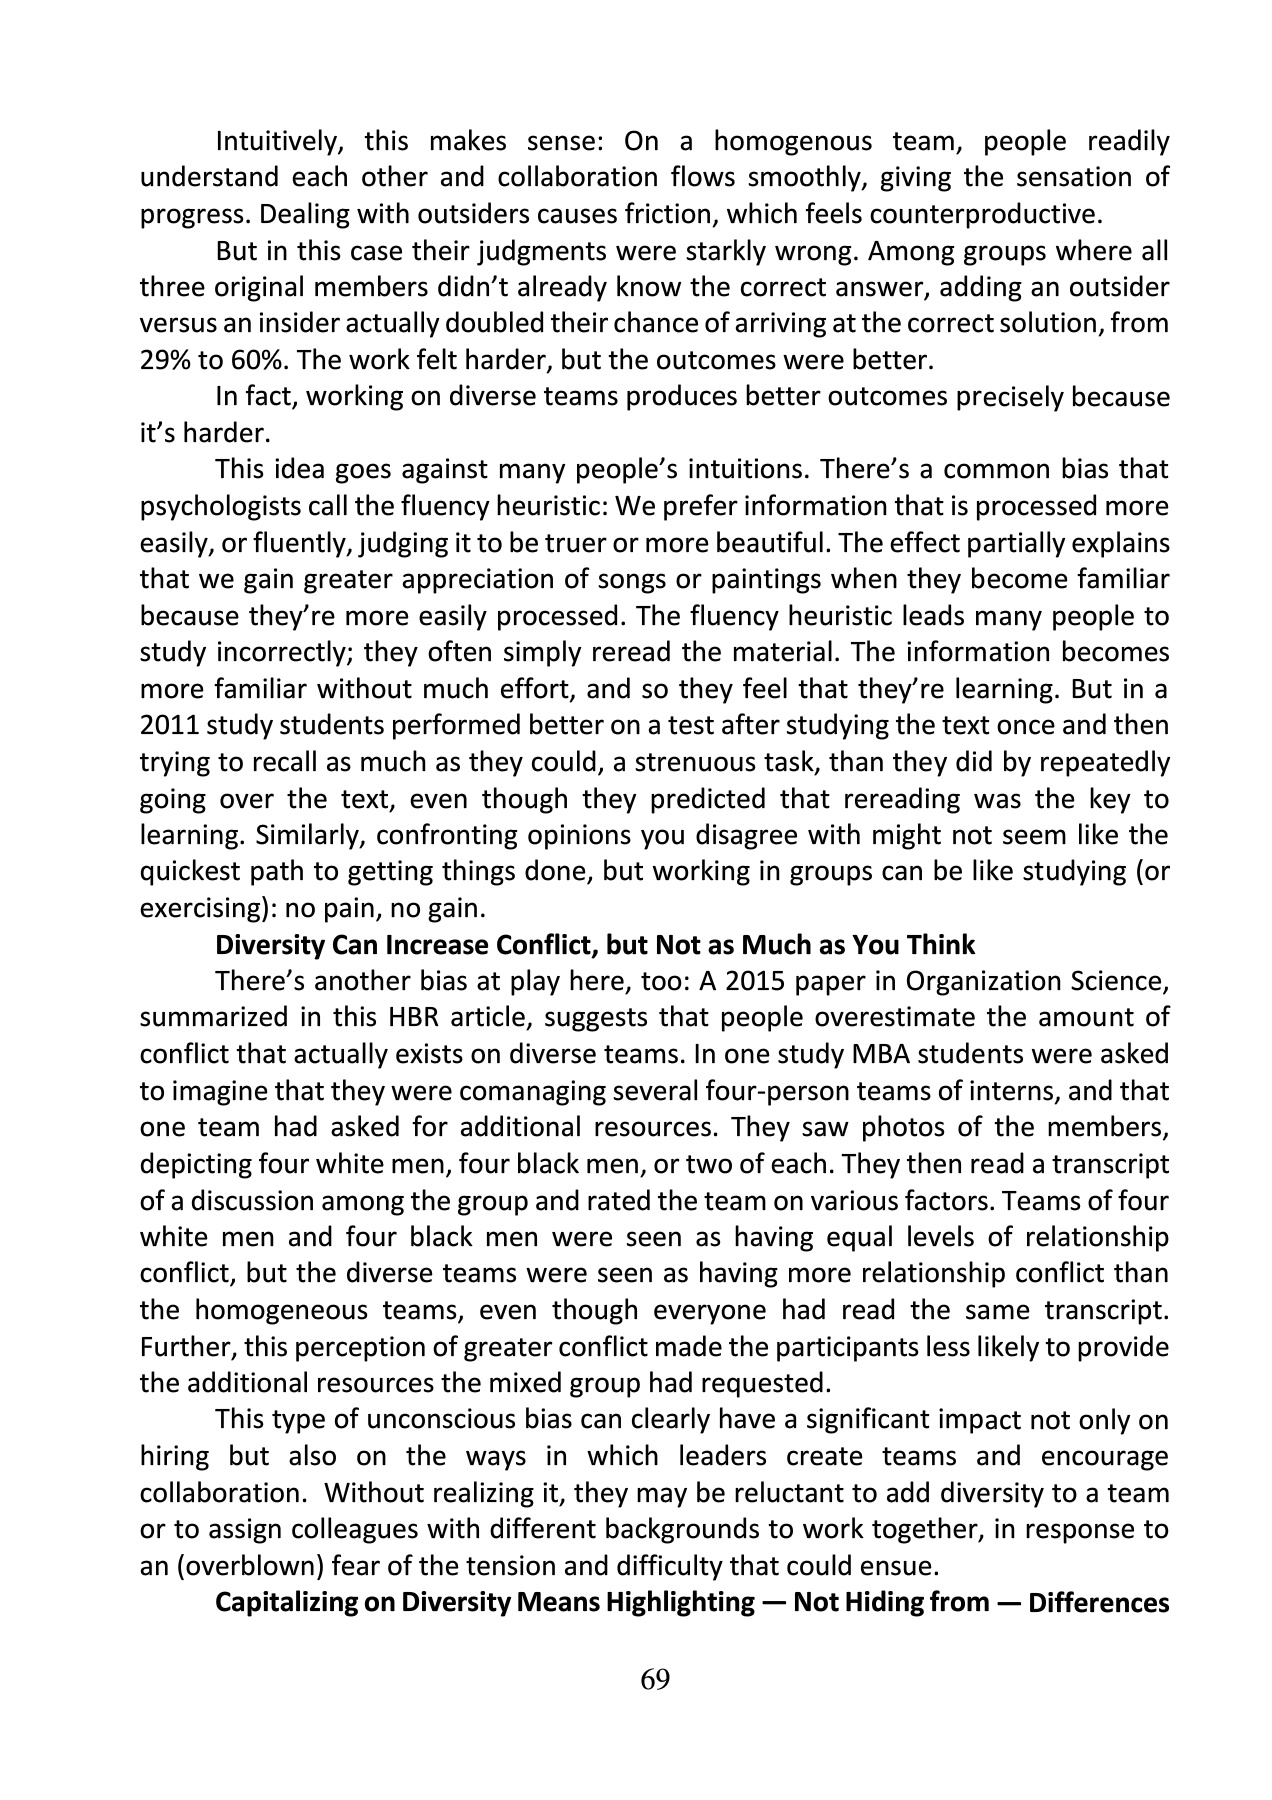 Intuitively, this makes sense: On a homogenous team, people readily
understand each other and collaboration flows smoothly, giving the sensation of
progress. Dealing with outsiders causes friction, which feels counterproductive.
But in this case their judgments were starkly wrong. Among groups where all
three original members didn’t already know the correct answer, adding an outsider
versus an insider actually doubled their chance of arriving at the correct solution, from
29% to 60%. The work felt harder, but the outcomes were better.
In fact, working on diverse teams produces better outcomes precisely because
it’s harder.
This idea goes against many people’s intuitions. There’s a common bias that
psychologists call the fluency heuristic: We prefer information that is processed more
easily, or fluently, judging it to be truer or more beautiful. The effect partially explains
that we gain greater appreciation of songs or paintings when they become familiar
because they’re more easily processed. The fluency heuristic leads many people to
study incorrectly; they often simply reread the material. The information becomes
more familiar without much effort, and so they feel that they’re learning. But in a
2011 study students performed better on a test after studying the text once and then
trying to recall as much as they could, a strenuous task, than they did by repeatedly
going over the text, even though they predicted that rereading was the key to
learning. Similarly, confronting opinions you disagree with might not seem like the
quickest path to getting things done, but working in groups can be like studying (or
exercising): no pain, no gain.
Diversity Can Increase Conflict, but Not as Much as You Think
There’s another bias at play here, too: A 2015 paper in Organization Science,
summarized in this HBR article, suggests that people overestimate the amount of
conflict that actually exists on diverse teams. In one study MBA students were asked
to imagine that they were comanaging several four-person teams of interns, and that
one team had asked for additional resources. They saw photos of the members,
depicting four white men, four black men, or two of each. They then read a transcript
of a discussion among the group and rated the team on various factors. Teams of four
white men and four black men were seen as having equal levels of relationship
conflict, but the diverse teams were seen as having more relationship conflict than
the homogeneous teams, even though everyone had read the same transcript.
Further, this perception of greater conflict made the participants less likely to provide
the additional resources the mixed group had requested.
This type of unconscious bias can clearly have a significant impact not only on
hiring but also on the ways in which leaders create teams and encourage
collaboration. Without realizing it, they may be reluctant to add diversity to a team
or to assign colleagues with different backgrounds to work together, in response to
an (overblown) fear of the tension and difficulty that could ensue.
Capitalizing on Diversity Means Highlighting — Not Hiding from — Differences
69